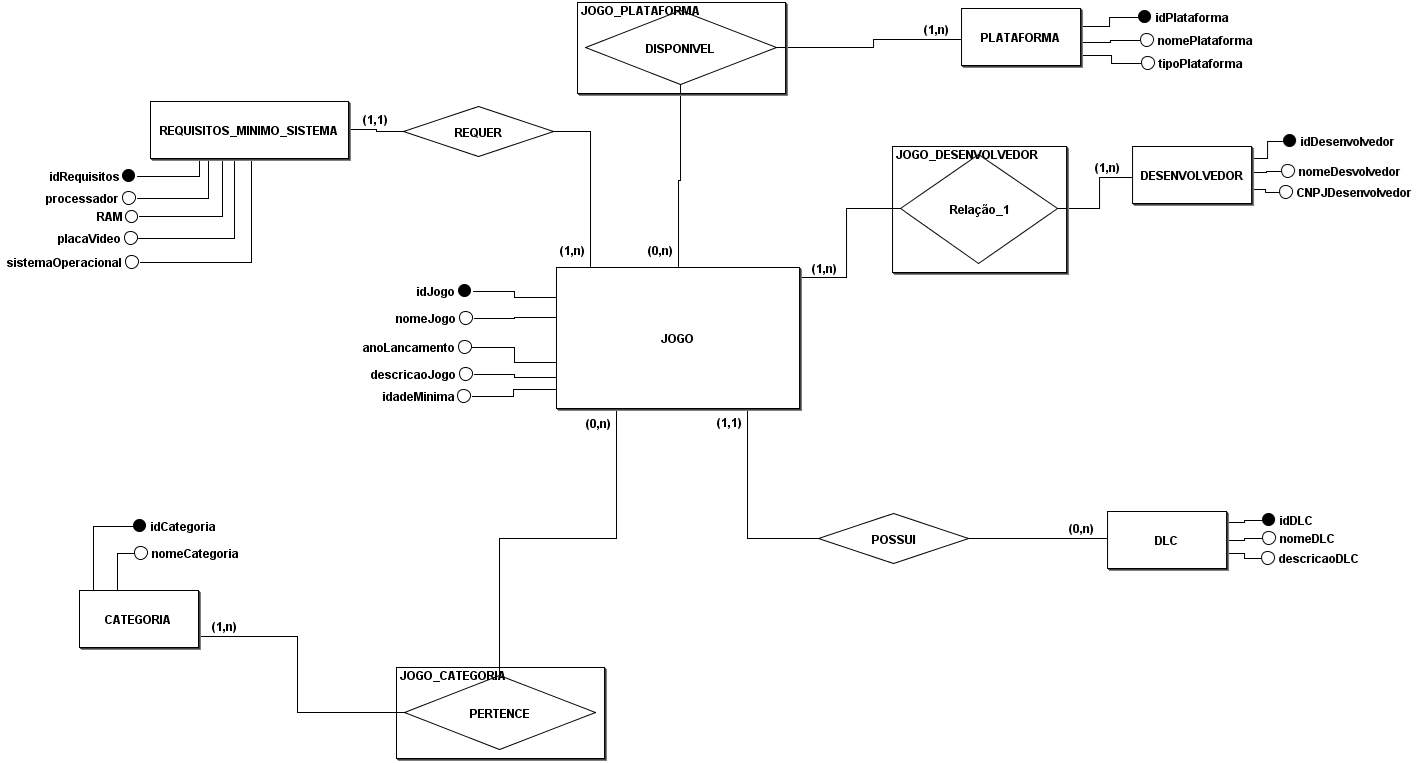 JOGO_PLATAFORMA
DISPONIVEL
(1,n)
PLATAFORMA
idPlataforma
nomePlataforma
tipoPlataforma
REQUISITOS_MINIMO_SISTEMA
(1,1)
REQUER
idRequisitos
processador
RAM
placaVideo
sistemaOperacional
(1,n)
(0,n)
JOGO_DESENVOLVEDOR
Relação_1
(1,n)
(1,n)
DESENVOLVEDOR
idDesenvolvedor
nomeDesvolvedor
CNPJDesenvolvedor
idJogo
nomeJogo
anoLancamento
descricaoJogo
idadeMinima
JOGO
(0,n)
(1,1)
idCategoria
nomeCategoria
CATEGORIA
(1,n)
POSSUI
(0,n)
DLC
idDLC
nomeDLC
descricaoDLC
JOGO_CATEGORIA
PERTENCE